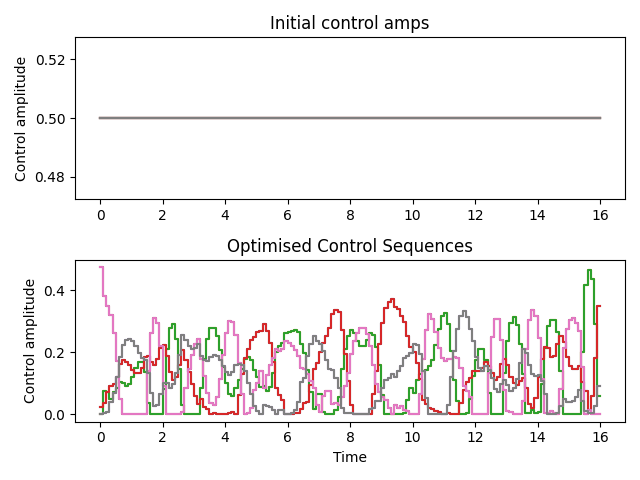 Initial control amps
Control amplitude
0.52
0.50
0.48
0 2 4 6 8 10 12 14 16
Optimised Control Sequences
Control amplitude
0.4
0.2
0.0
0 2 4 6 8 10 12 14 16
Time